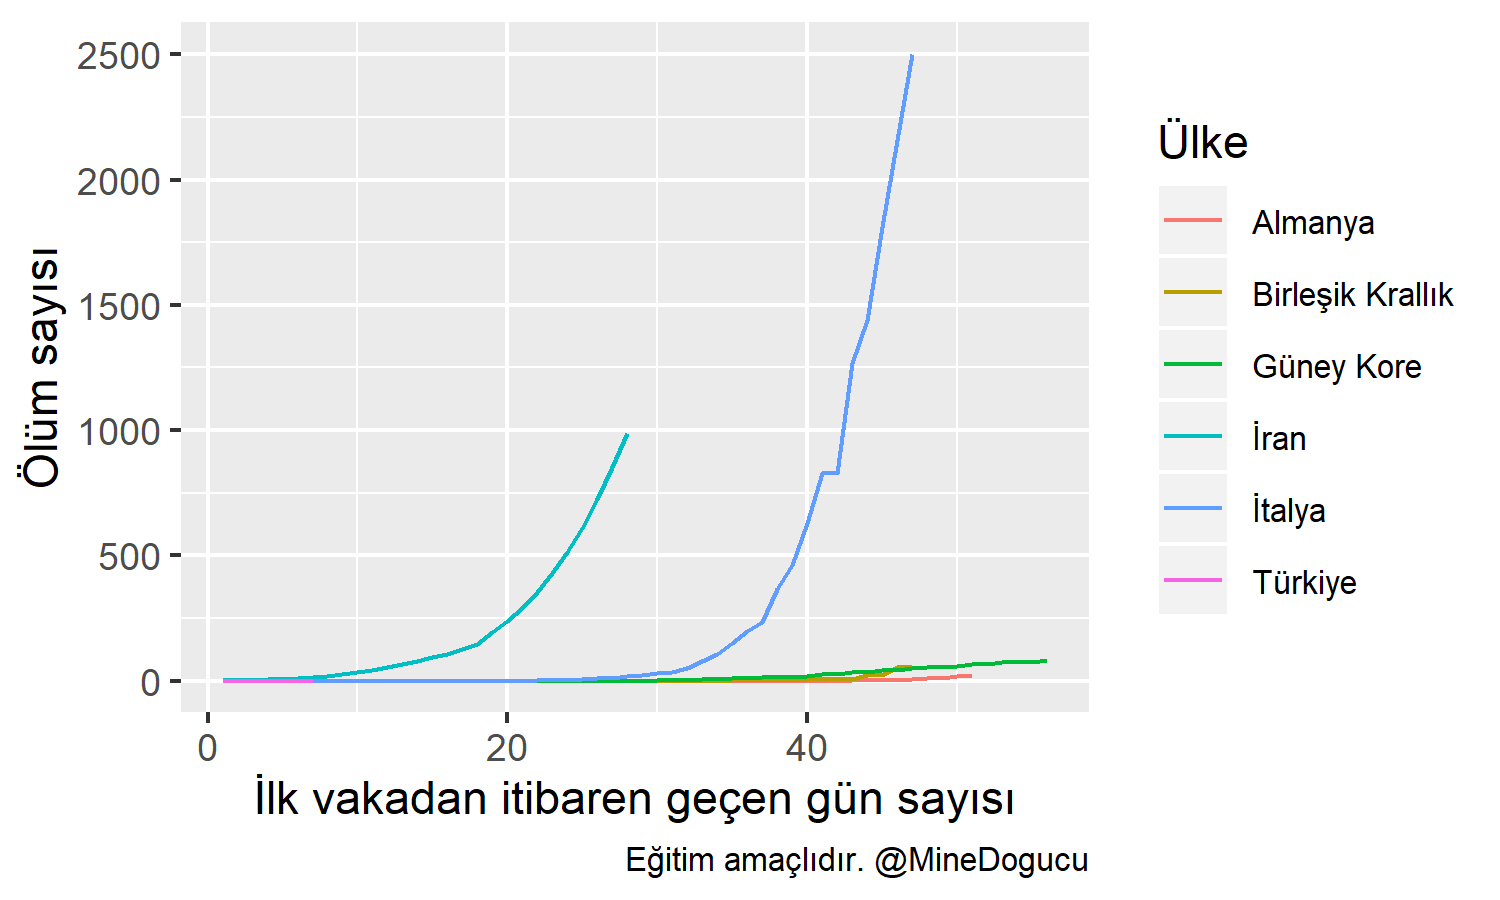 2500
2000
1500
1000
500
0
Ölüm sayısı
0 20 40
İlk vakadan itibaren geçen gün sayısı
Eğitim amaçlıdır. @MineDogucu
Ülke
Almanya
Birleşik Krallık
Güney Kore
İran
İtalya
Türkiye